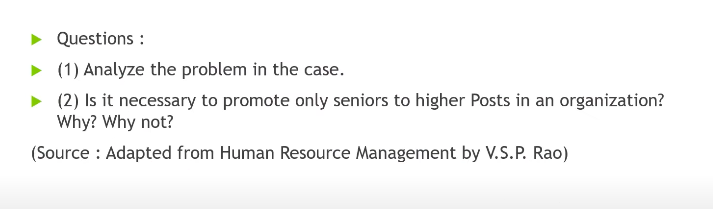 Questions :
(1) Analyze the problem in the case.
(2) Is it necessary to promote only seniors to higher Posts in an organization?
Why? Why not?
(Source : Adapted from Human Resource Management by V.S.P. Rao)